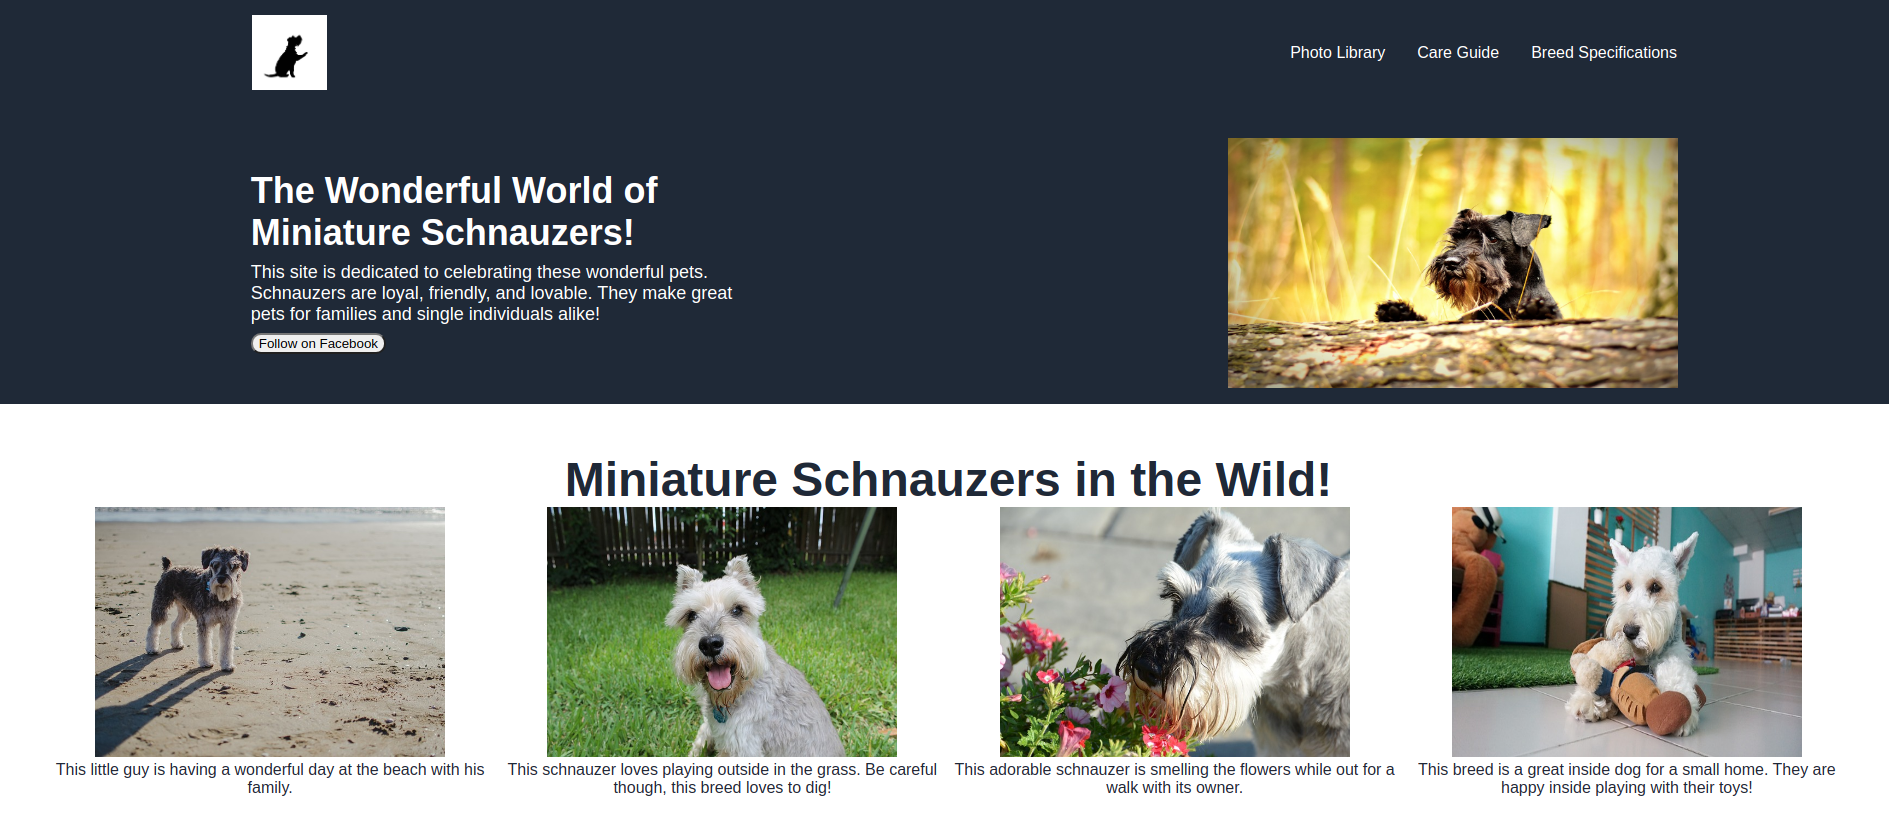 Photo Library Care Guide Breed Specifications
The Wonderful World of
Miniature Schnauzers!
This site is dedicated to celebrating these wonderful pets.
Schnauzers are loyal, friendly, and lovable. They make great
pets for families and single individuals alike!
Follow on Facebook
Miniature Schnauzers in the Wild!
This little guy is having a wonderful day at the beach with his
family.
This schnauzer loves playing outside in the grass. Be careful
though, this breed loves to dig!
This adorable schnauzer is smelling the flowers while out for a
walk with its owner.
This breed is a great inside dog for a small home. They are
happy inside playing with their toys!